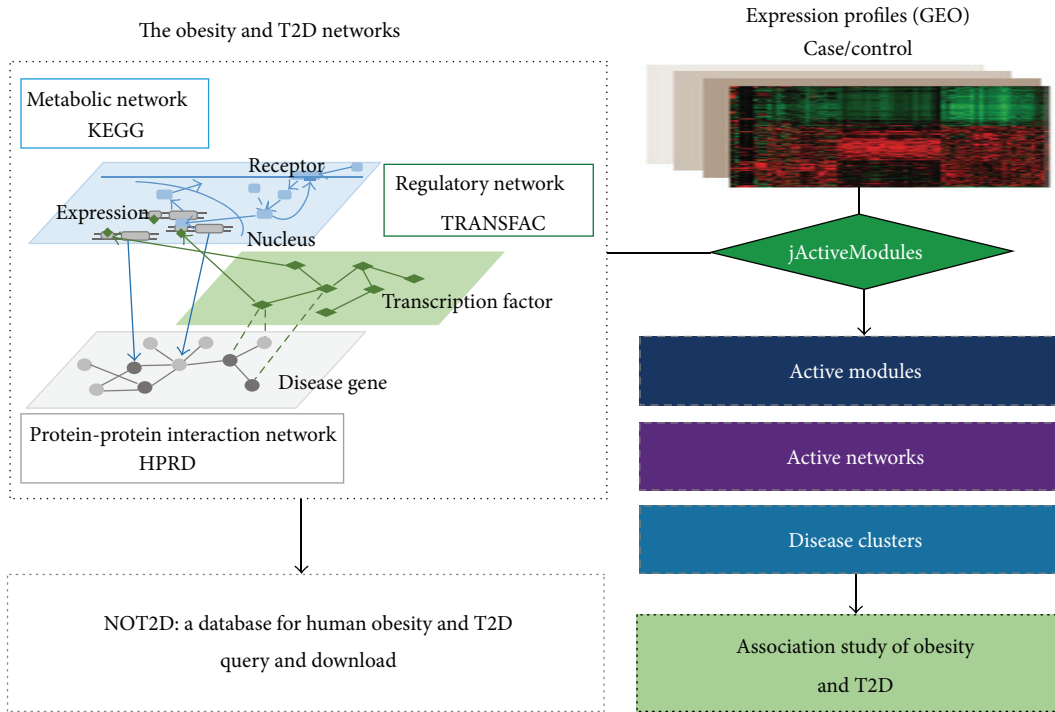 The obesity and T2D networks
Metabolic network
KEGG
Receptor
Expression
Nucleus
Regulatory network
TRANSFAC
Transcription factor
Disease gene
Protein-protein interaction network
HPRD
NOT2D: a database for human obesity and T2D
query and download
Expression profiles (GEO)
Case/control
jActiveModules
Active modules
Active networks
Disease clusters
Association study of obesity
and T2D